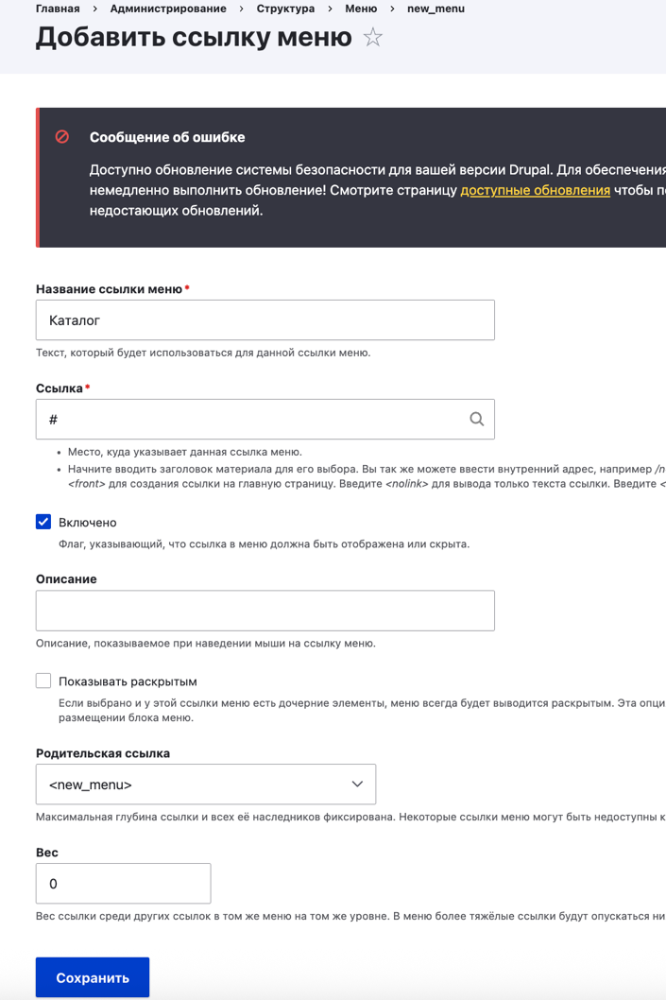 Главная > Администрирование > Структура > Меню > new_menu
Добавить ссылку меню
Сообщение об ошибке
Доступно обновление системы безопасности для вашей версии Drupal. Для обеспечения
немедленно выполнить обновление! Смотрите страницу доступные обновления чтобы
недостающих обновлений.
Название ссылки меню*
Каталог
Текст, который будет использоваться для данной ссылки меню.
Ссылка*
#
• Место, куда указывает данная ссылка меню.
• Начните вводить заголовок материала для его выбора. Вы так же можете ввести внутренний адрес, например /n
<front> для создания ссылки на главную страницу. Введите <nolink> для вывода только текста ссылки. Введите <
Включено
Флаг, указывающий, что ссылка в меню должна быть отображена или скрыта.
Описание
Описание, показываемое при наведении мыши на ссылку меню.
Показывать раскрытым
Если выбрано и у этой ссылки меню есть дочерние элементы, меню всегда будет выводится раскрытым. Эта опци
размещении блока меню.
Родительская ссылка
<new_menu>
Максимальная глубина ссылки и всех её наследников фиксирована. Некоторые ссылки меню могут быть недоступны к
Вес
0
Вес ссылки среди других ссылок в том же меню на том же уровне. В меню более тяжёлые ссылки будут опускаться ни
Сохранить